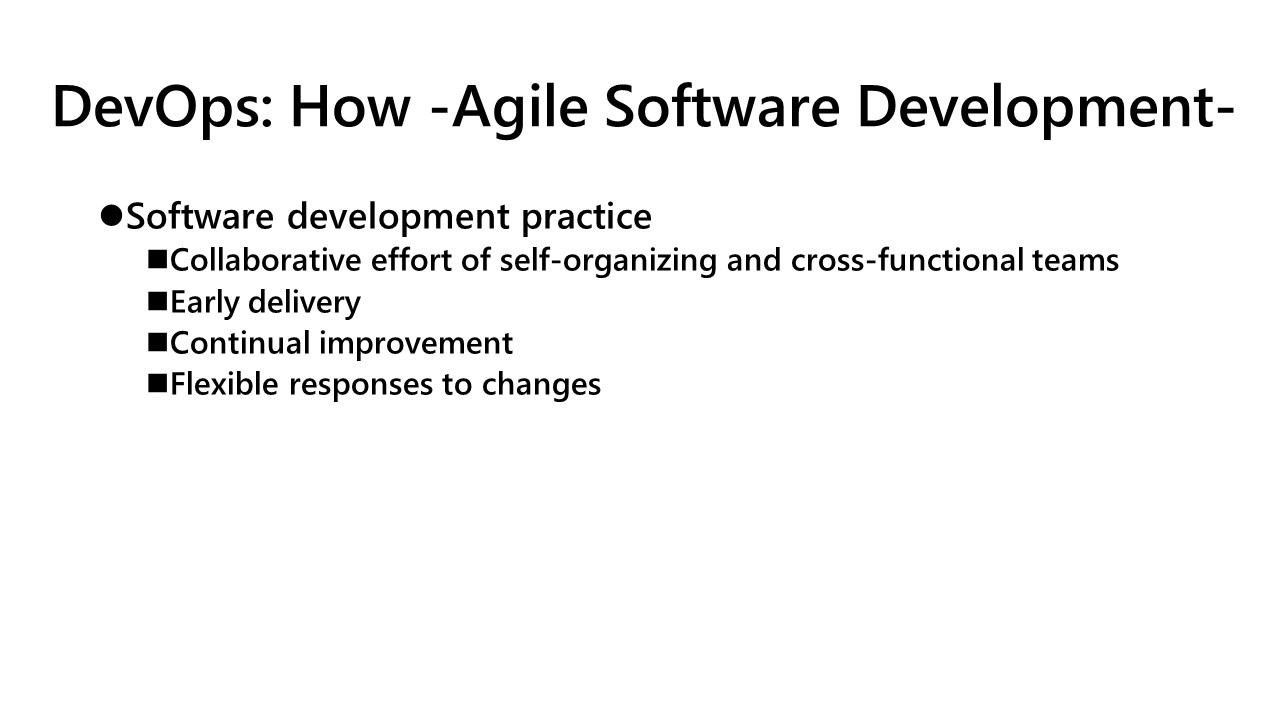 DevOps: How -Agile Software Development-
●Software development practice
■Collaborative effort of self-organizing and cross-functional teams
■Early delivery
■Continual improvement
■Flexible responses to changes